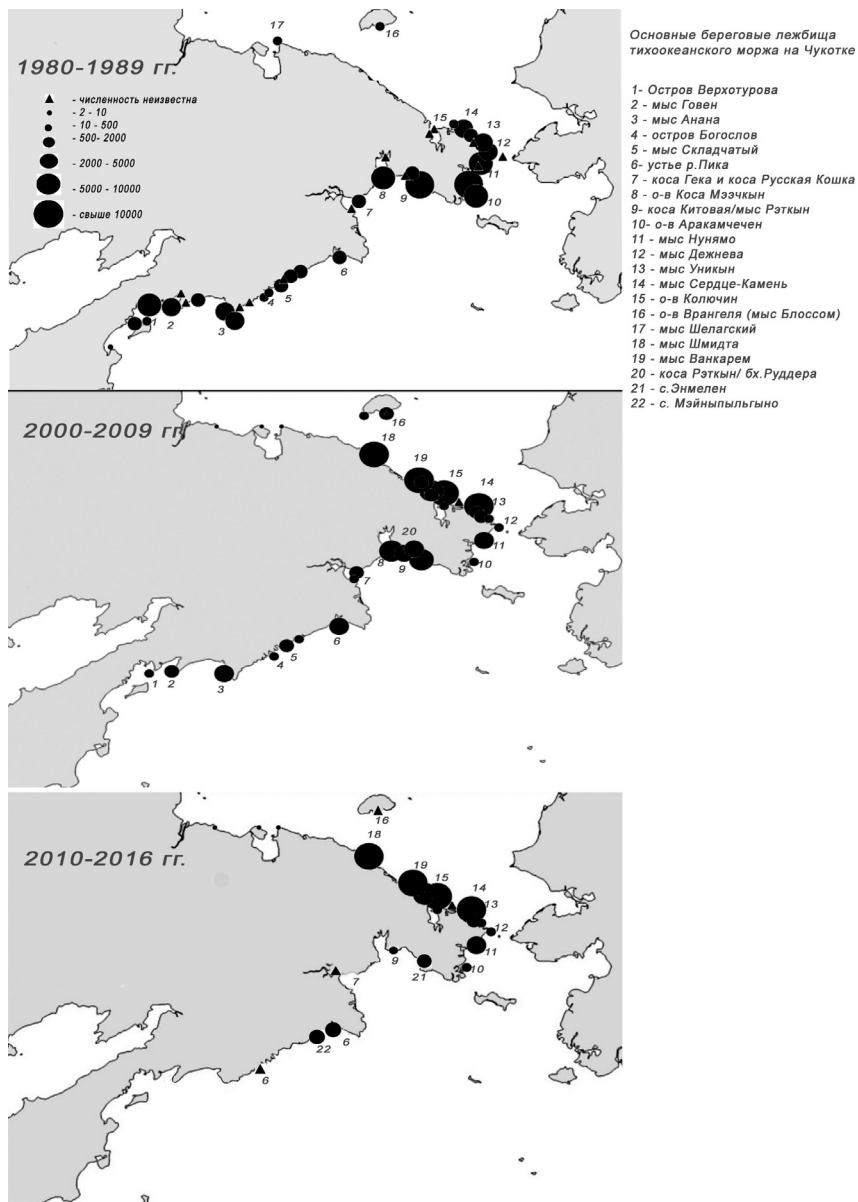 Основные береговые лежбища
тихоокеанского моржа на Чукотке
1- Остров Верхотурова
2 - мыс Говен
3 - мыс Анана
4 - остров Богослов
5 - мыс Складчатый
6- устье р.Пика
7 - коса Гека и коса Русская Кошка
8 - о-в Коса Мээчкын
9- коса Китовая/мыс Рэткын
10- о-в Аракамчечен
11 - мыс Нунямо
12 - мыс Дежнева
13 - мыс Уникын
14 - мыс Сердце-Камень
15 - о-в Колючин
16 - о-в Врангеля (мыс Блоссом)
17 - мыс Шелагский
18 - мыс Шмидта
19 - мыс Ванкарем
20 - коса Рэткын/ бх.Руддера
21 - с.Энмелен
22 - с. Мэйныпыльгыно
1980-1989 гг.
- численность неизвестна
- 2 - 10
- 10 - 500
- 500- 2000
- 2000 - 5000
- 5000 - 10000
- свыше 10000
17
16
15
14
13
12
11
10
8
9
7
6
5
4
3
2
1
2000-2009 гг.
16
18
19
15
14
13
12
11
10
20
8
9
7
6
5
4
3
2
1
2010-2016 гг.
16
18
19
15
14
13
12
11
10
9
21
7
6
22
6